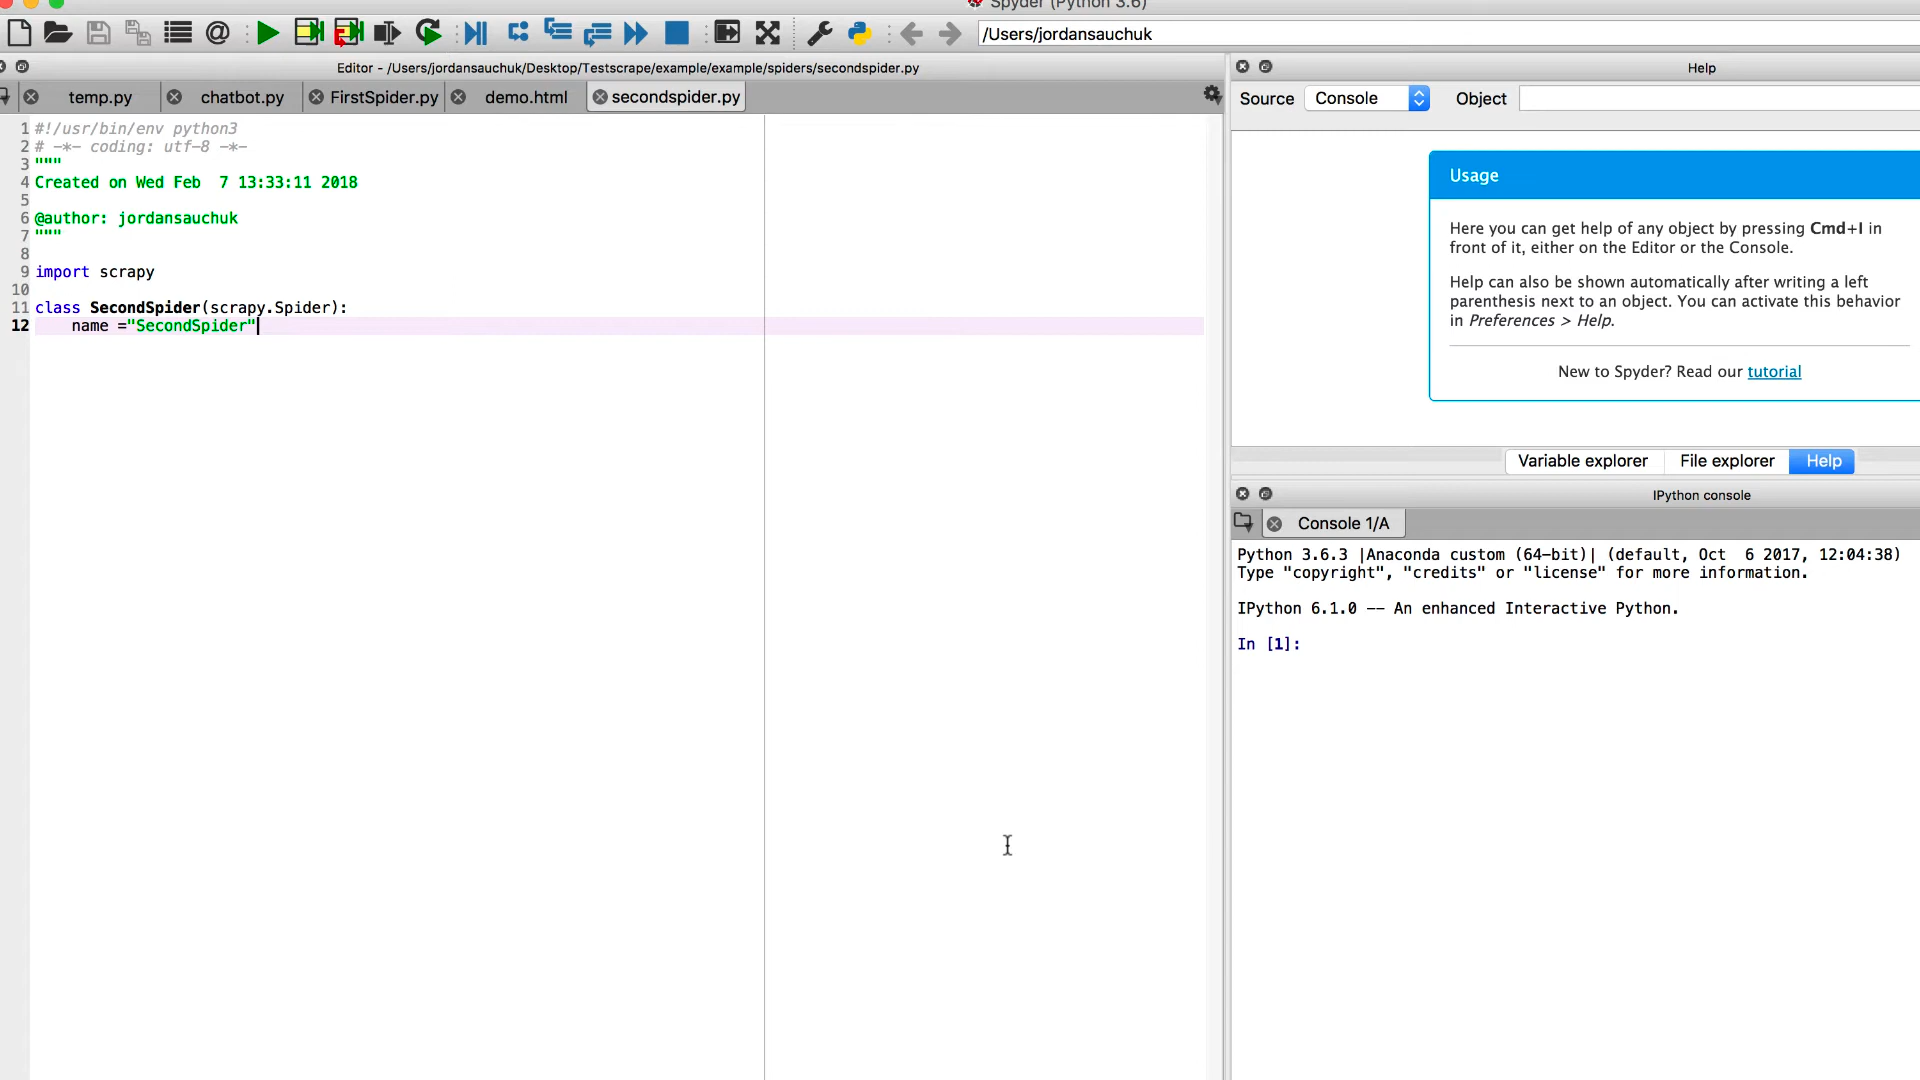 Spyder (Python 3.6)
/Users/jordansauchuk
Editor - /Users/jordansauchuk/Desktop/Testscrape/example/example/spiders/secondspider.py
temp.py
chatbot.py
FirstSpider.py
demo.html
secondspider.py
1 #!/usr/bin/env python3
2 # -*- coding: utf-8 -*-
3 """
4 Created on Wed Feb  7 13:33:11 2018
5
6 @author: jordansauchuk
7 """
8
9 import scrapy
10
11 class SecondSpider(scrapy.Spider):
12     name ="SecondSpider"
Help
Source Console Object
Usage
Here you can get help of any object by pressing Cmd+I in
front of it, either on the Editor or the Console.
Help can also be shown automatically after writing a left
parenthesis next to an object. You can activate this behavior
in Preferences > Help.
New to Spyder? Read our tutorial
Variable explorer File explorer Help
IPython console
Console 1/A
Python 3.6.3 |Anaconda custom (64-bit)| (default, Oct  6 2017, 12:04:38)
Type "copyright", "credits" or "license" for more information.
IPython 6.1.0 -- An enhanced Interactive Python.
In [1]: